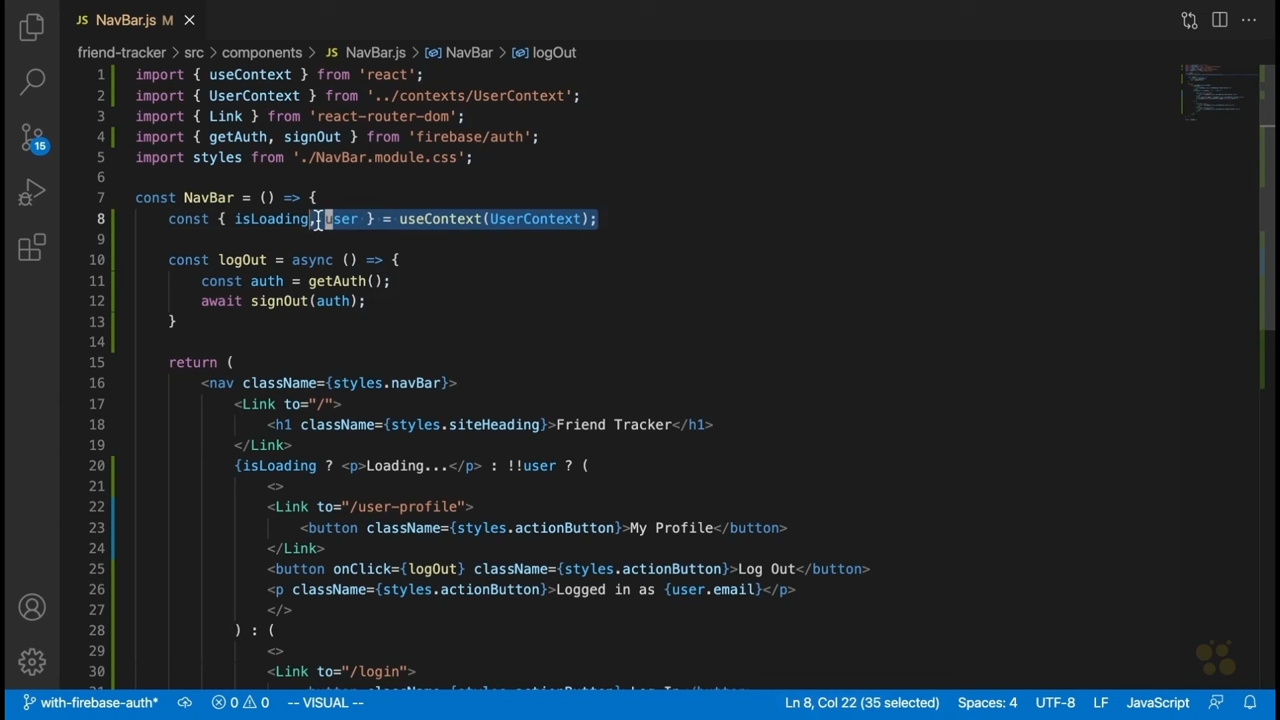 NavBar.js M
friend-tracker > src > components > NavBar.js > NavBar > logOut
1 import { useContext } from 'react';
2 import { UserContext } from '../contexts/UserContext';
3 import { Link } from 'react-router-dom';
4 import { getAuth, signOut } from 'firebase/auth';
5 import styles from './NavBar.module.css';
6
7 const NavBar = () => {
8 const { isLoading, user } = useContext(UserContext);
9
10 const logOut = async () => {
11 const auth = getAuth();
12 await signOut(auth);
13 }
14
15 return (
16 <nav className={styles.navBar}>
17 <Link to="/">
18 <h1 className={styles.siteHeading}>Friend Tracker</h1>
19 </Link>
20 {isLoading ? <p>Loading...</p> : !!user ? (
21 <>
22 <Link to="/user-profile">
23 <button className={styles.actionButton}>My Profile</button>
24 </Link>
25 <button onClick={logOut} className={styles.actionButton}>Log Out</button>
26 <p className={styles.actionButton}>Logged in as {user.email}</p>
27 </>
28 ) : (
29 <>
30 <Link to="/login">
15
with-firebase-auth* 0 0 -- VISUAL -- Ln 8, Col 22 (35 selected) Spaces: 4 UTF-8 LF JavaScript